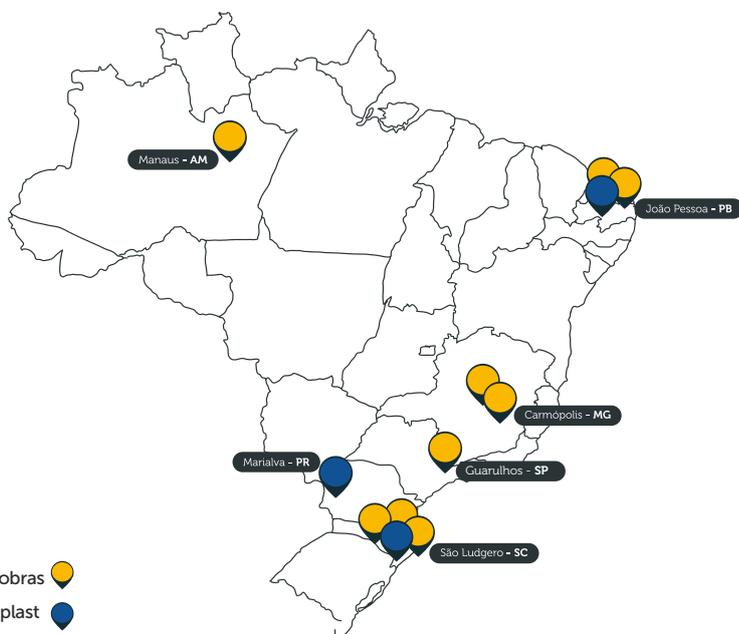 Manaus - AM
João Pessoa - PB
Carmópolis - MG
Marialva - PR
Guarulhos - SP
São Ludgero - SC
obras
plast